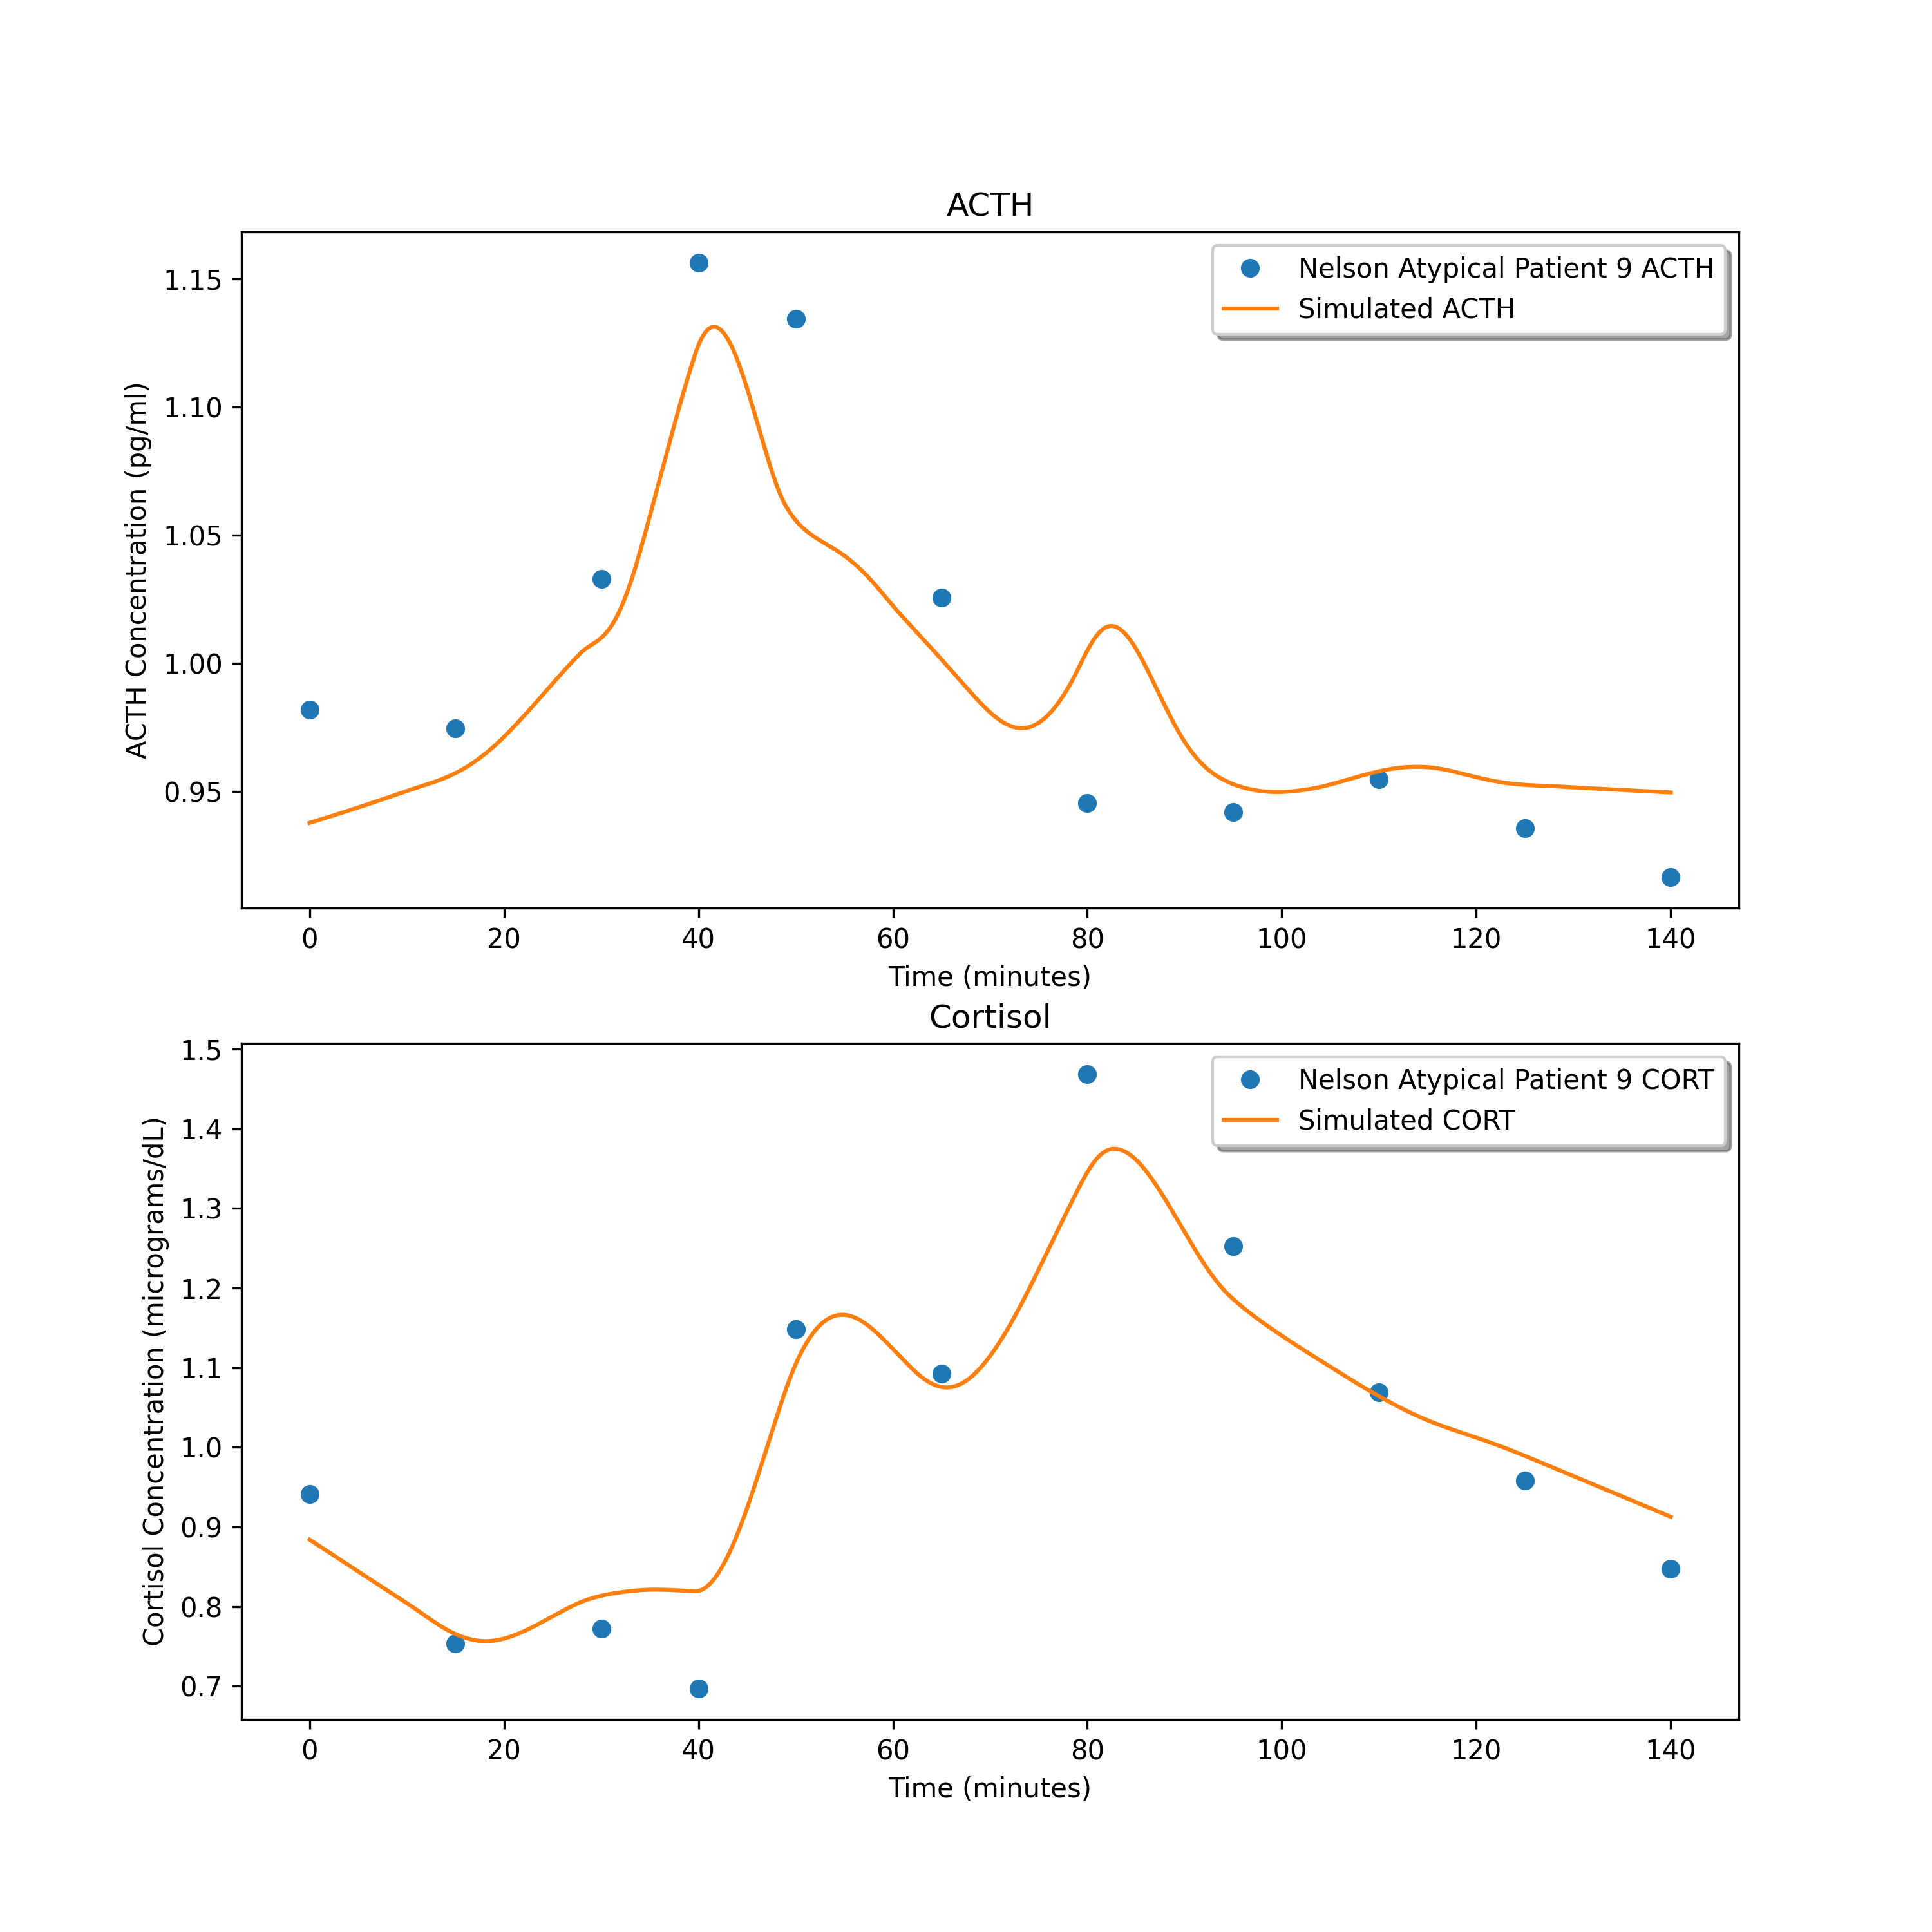 ACTH
Nelson Atypical Patient 9 ACTH
Simulated ACTH
ACTH Concentration (pg/ml)
1.15
1.10
1.05
1.00
0.95
0 20 40 60 80 100 120 140
Time (minutes)
Cortisol
Nelson Atypical Patient 9 CORT
Simulated CORT
Cortisol Concentration (micrograms/dL)
1.5
1.4
1.3
1.2
1.1
1.0
0.9
0.8
0.7
0 20 40 60 80 100 120 140
Time (minutes)